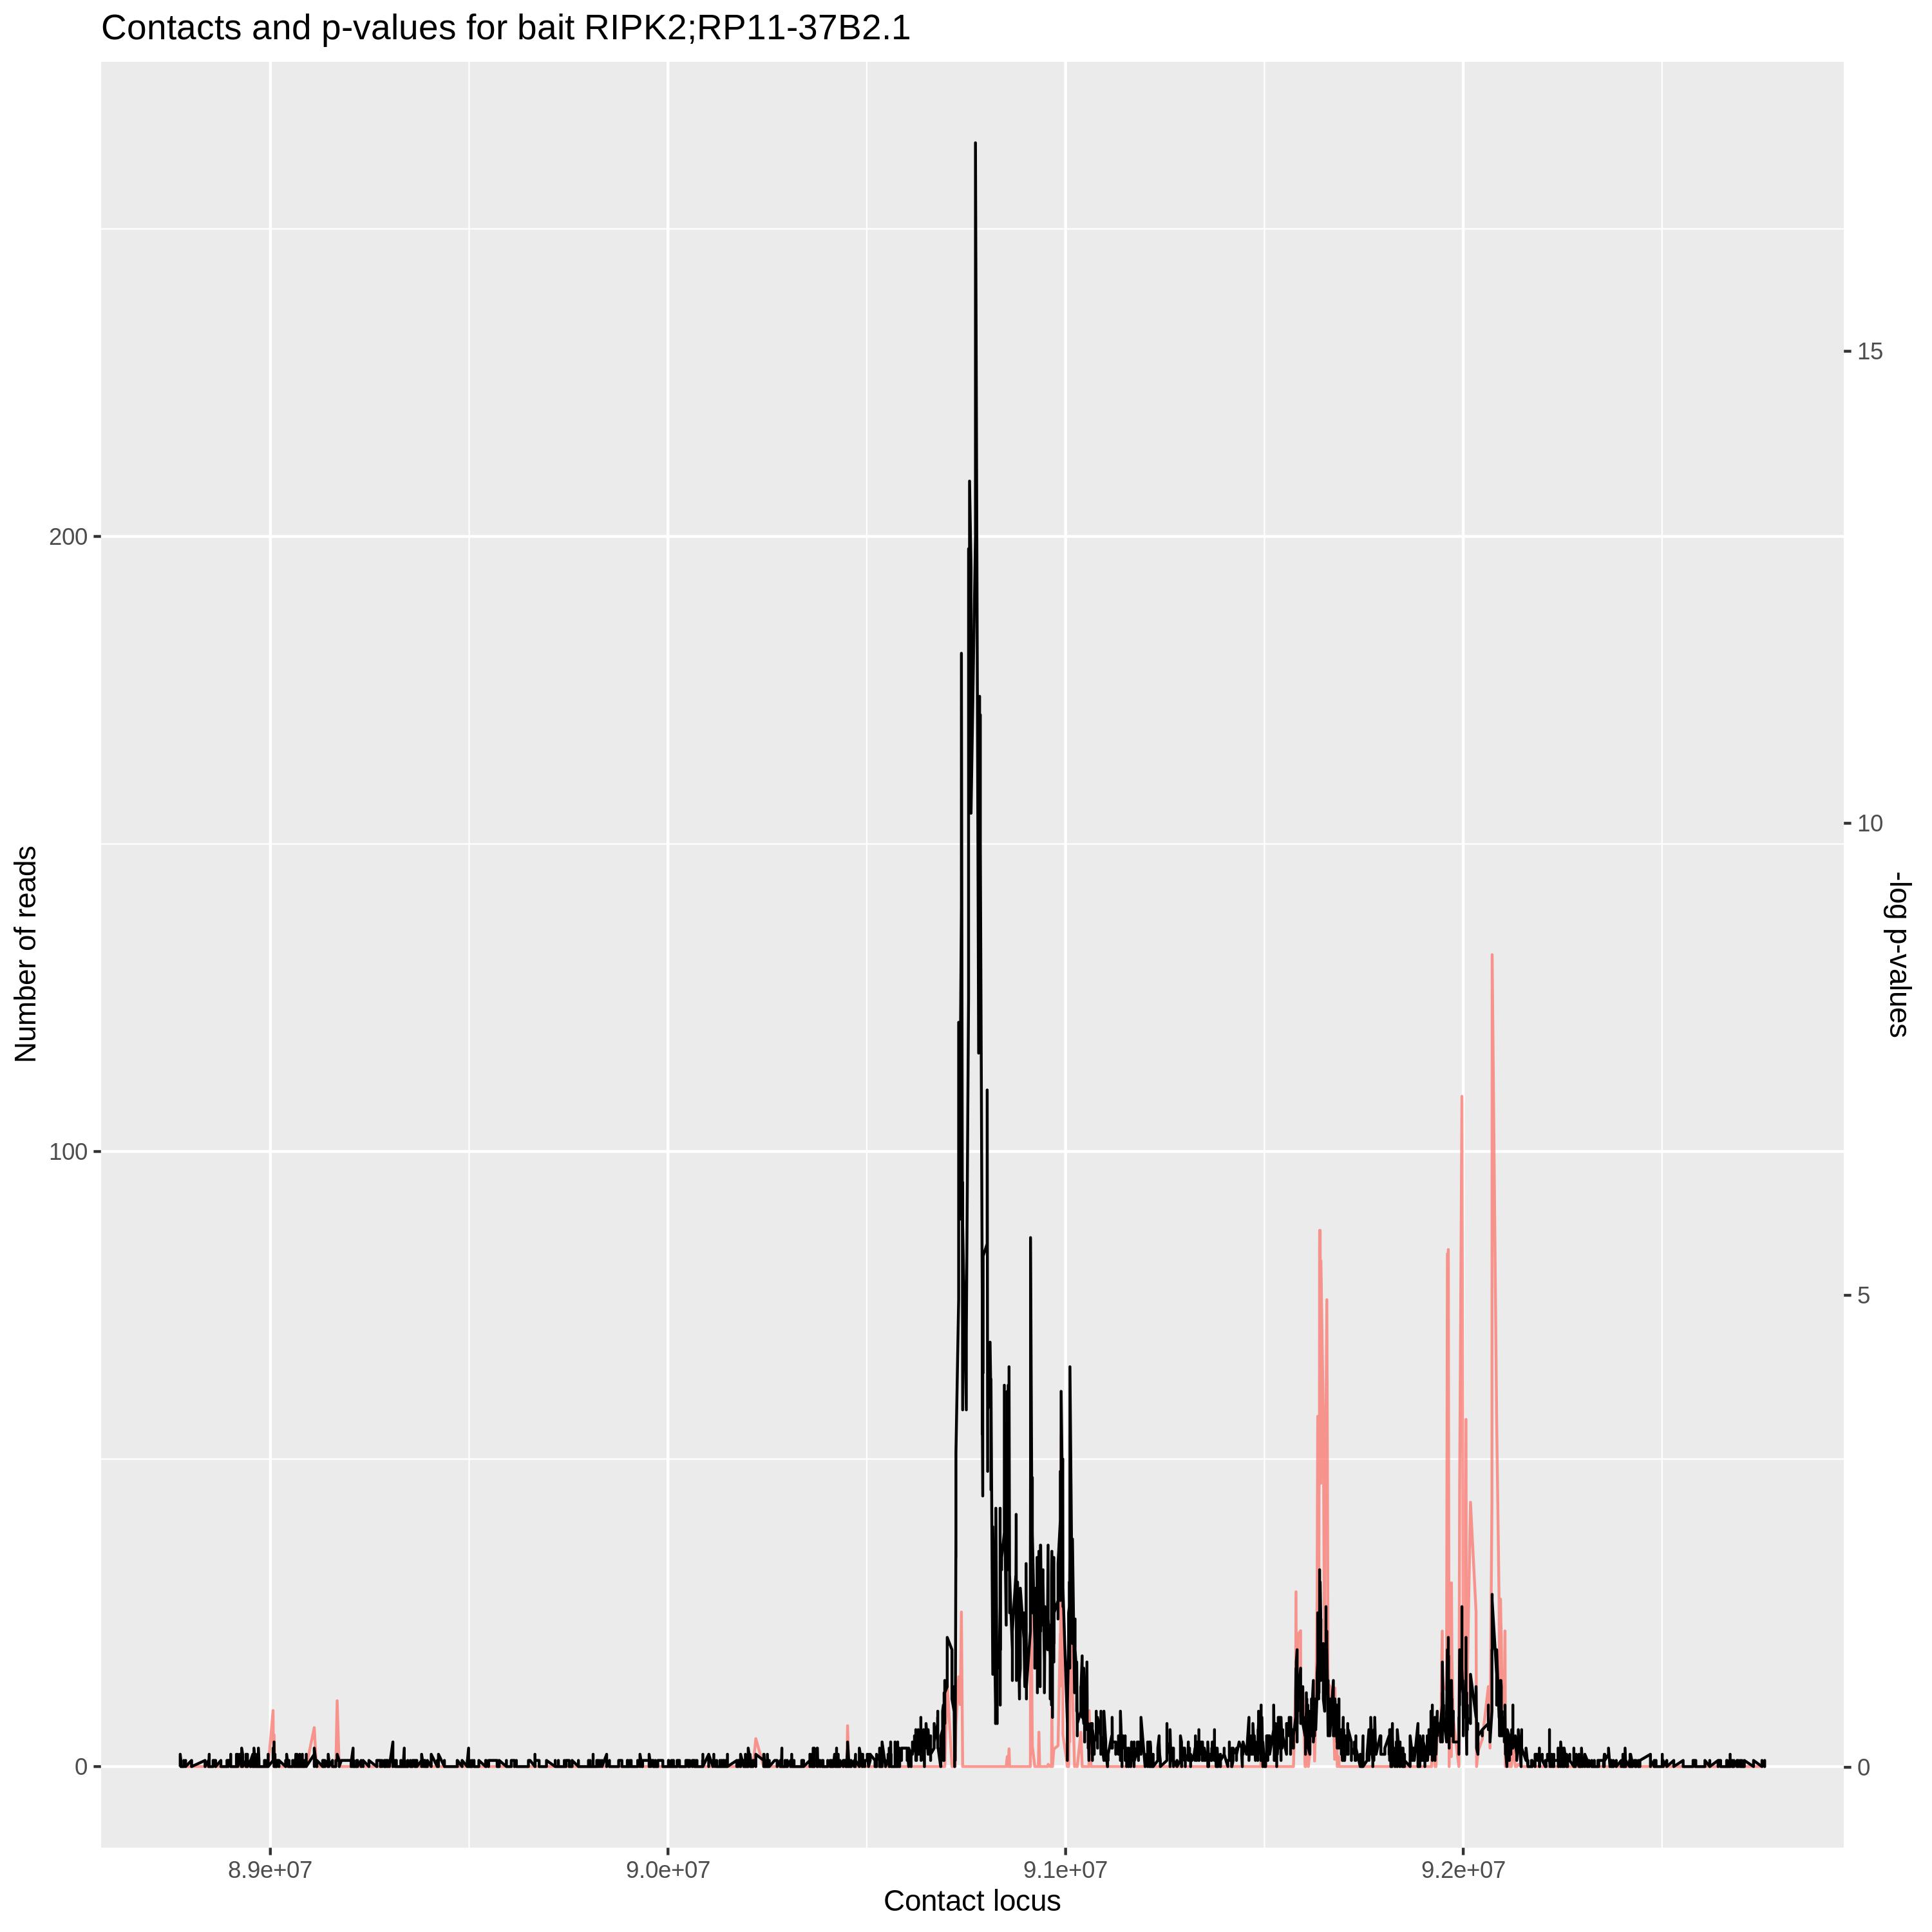 Contacts and p-values for bait RIPK2;RP11-37B2.1
Number of reads
200
100
0
15
10
5
0
-log p-values
8.9e+07
9.0e+07
9.1e+07
9.2e+07
Contact locus